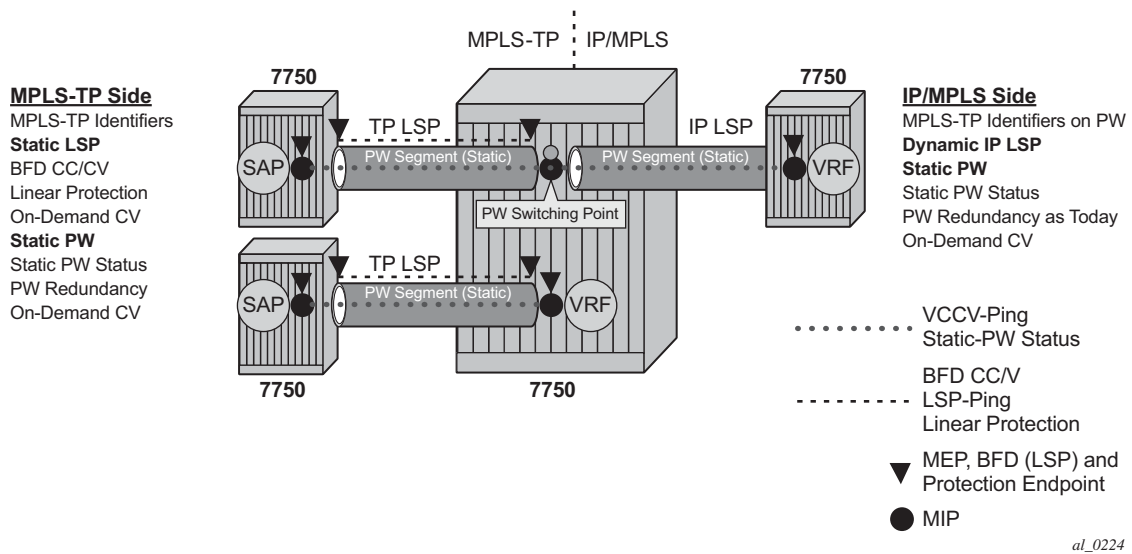 MPLS-TP IP/MPLS
7750
7750
MPLS-TP Side
MPLS-TP Identifiers
Static LSP
BFD CC/CV
Linear Protection
On-Demand CV
Static PW
Static PW Status
PW Redundancy
On-Demand CV
TP LSP
IP LSP
SAP
PW Segment (Static)
PW Segment (Static)
VRF
PW Switching Point
TP LSP
SAP
PW Segment (Static)
VRF
7750
7750
IP/MPLS Side
MPLS-TP Identifiers on PW
Dynamic IP LSP
Static PW
Static PW Status
PW Redundancy as Today
On-Demand CV
VCCV-Ping
Static-PW Status
BFD CC/V
LSP-Ping
Linear Protection
MEP, BFD (LSP) and
Protection Endpoint
MIP
al_0224